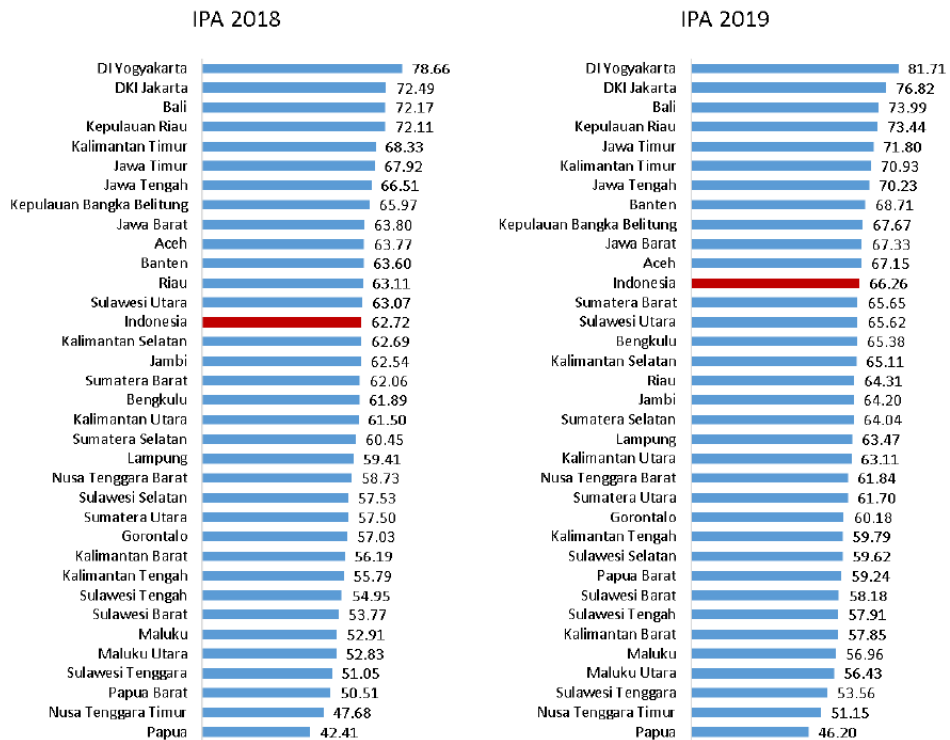 IPA 2018
DI Yogyakarta 78.66
DKI Jakarta 72.49
Bali 72.17
Kepulauan Riau 72.11
Kalimantan Timur 68.33
Jawa Timur 67.92
Jawa Tengah 66.51
Kepulauan Bangka Belitung 65.97
Jawa Barat 63.80
Aceh 63.77
Banten 63.60
Riau 63.11
Sulawesi Utara 63.07
Indonesia 62.72
Kalimantan Selatan 62.69
Jambi 62.54
Sumatera Barat 62.06
Bengkulu 61.89
Kalimantan Utara 61.50
Sumatera Selatan 60.45
Lampung 59.41
Nusa Tenggara Barat 58.73
Sulawesi Selatan 57.53
Sumatera Utara 57.50
Gorontalo 57.03
Kalimantan Barat 56.19
Kalimantan Tengah 55.79
Sulawesi Tengah 54.95
Sulawesi Barat 53.77
Maluku 52.91
Maluku Utara 52.83
Sulawesi Tenggara 51.05
Papua Barat 50.51
Nusa Tenggara Timur 47.68
Papua 42.41
IPA 2019
DI Yogyakarta 81.71
DKI Jakarta 76.82
Bali 73.99
Kepulauan Riau 73.44
Jawa Timur 71.80
Kalimantan Timur 70.93
Jawa Tengah 70.23
Banten 68.71
Kepulauan Bangka Belitung 67.67
Jawa Barat 67.33
Aceh 67.15
Indonesia 66.26
Sumatera Barat 65.65
Sulawesi Utara 65.62
Bengkulu 65.38
Kalimantan Selatan 65.11
Riau 64.31
Jambi 64.20
Sumatera Selatan 64.04
Lampung 63.47
Kalimantan Utara 63.11
Nusa Tenggara Barat 61.84
Sumatera Utara 61.70
Gorontalo 60.18
Kalimantan Tengah 59.79
Sulawesi Selatan 59.62
Papua Barat 59.24
Sulawesi Barat 58.18
Sulawesi Tengah 57.91
Kalimantan Barat 57.85
Maluku 56.96
Maluku Utara 56.43
Sulawesi Tenggara 53.56
Nusa Tenggara Timur 51.15
Papua 46.20